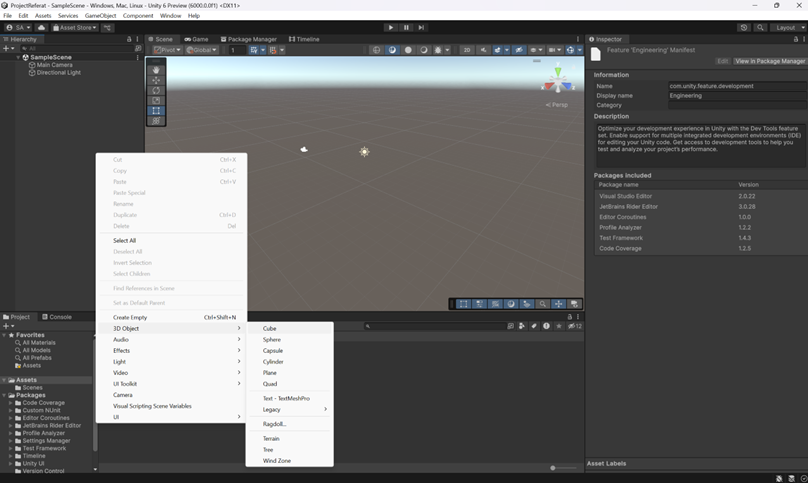 ProjectReferat - SampleScene - Windows, Mac, Linux - Unity 6 Preview (6000.0.0f1) <DX11>
File Edit Assets Services GameObject Component Window Help
SA Asset Store Layout
Hierarchy
All
SampleScene
Main Camera
Directional Light
Scene Game Package Manager Timeline
Pivot Global 1 2D
Persp
Cut Ctrl+X
Copy Ctrl+C
Paste Ctrl+V
Paste Special
Rename
Duplicate Ctrl+D
Delete Del
Select All
Deselect All
Invert Selection
Select Children
Find References in Scene
Set as Default Parent
Create Empty Ctrl+Shift+N
3D Object
Audio
Effects
Light
Video
UI Toolkit
Camera
Visual Scripting Scene Variables
UI
Cube
Sphere
Capsule
Cylinder
Plane
Quad
Text - TextMeshPro
Legacy
Ragdoll...
Terrain
Tree
Wind Zone
Project Console
12
Favorites
All Materials
All Models
All Prefabs
Assets
Assets
Scenes
Packages
Code Coverage
Custom NUnit
Editor Coroutines
JetBrains Rider Editor
Profile Analyzer
Settings Manager
Test Framework
Timeline
Unity UI
Version Control
Inspector
Feature 'Engineering' Manifest
Edit View in Package Manager
Information
Name com.unity.feature.development
Display name Engineering
Category
Description
Optimize your development experience in Unity with the Dev Tools feature
set. Enable support for multiple integrated development environments (IDE)
for editing your Unity code. Get access to development tools to help you
test and analyze your project's performance.
Packages included
Package name Version
Visual Studio Editor 2.0.22
JetBrains Rider Editor 3.0.28
Editor Coroutines 1.0.0
Profile Analyzer 1.2.2
Test Framework 1.4.3
Code Coverage 1.2.5
Asset Labels